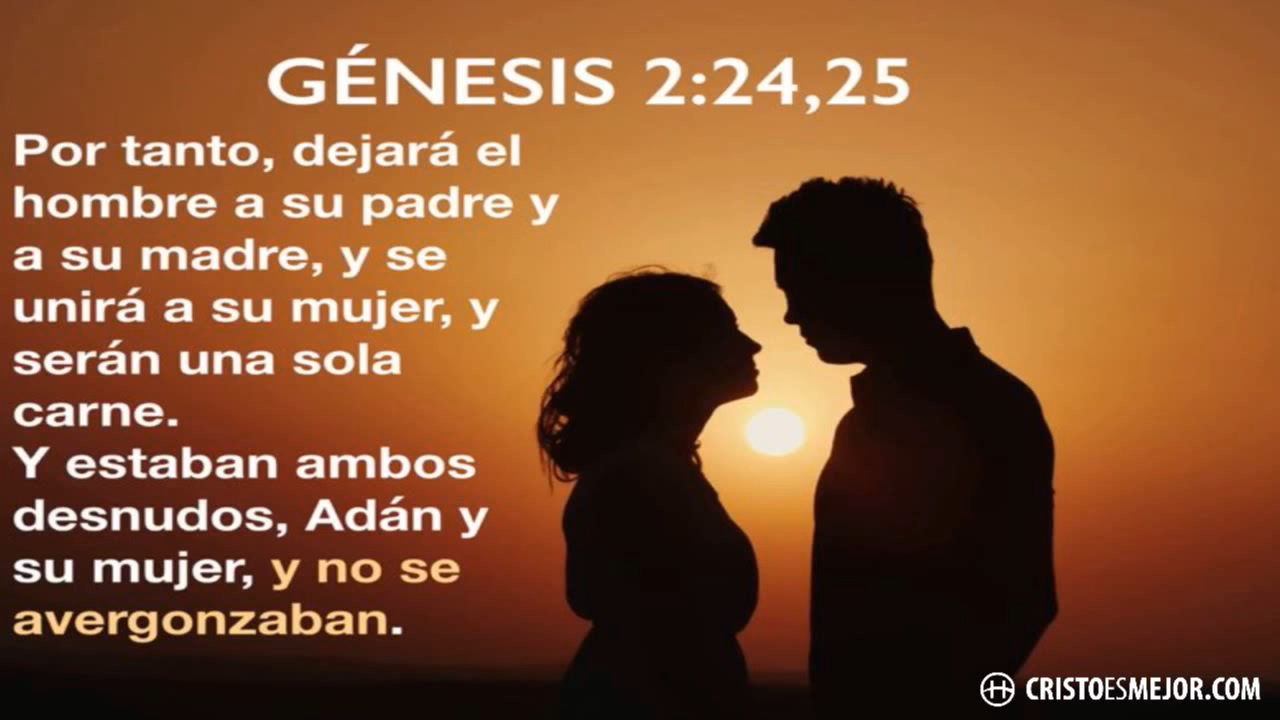 GÉNESIS 2:24,25
Por tanto, dejará el
hombre a su padre y
a su madre, y se
unirá a su mujer, y
serán una sola
carne.
Y estaban ambos
desnudos, Adán y
su mujer, y no se
avergonzaban.
CRISTOESMEJOR.COM